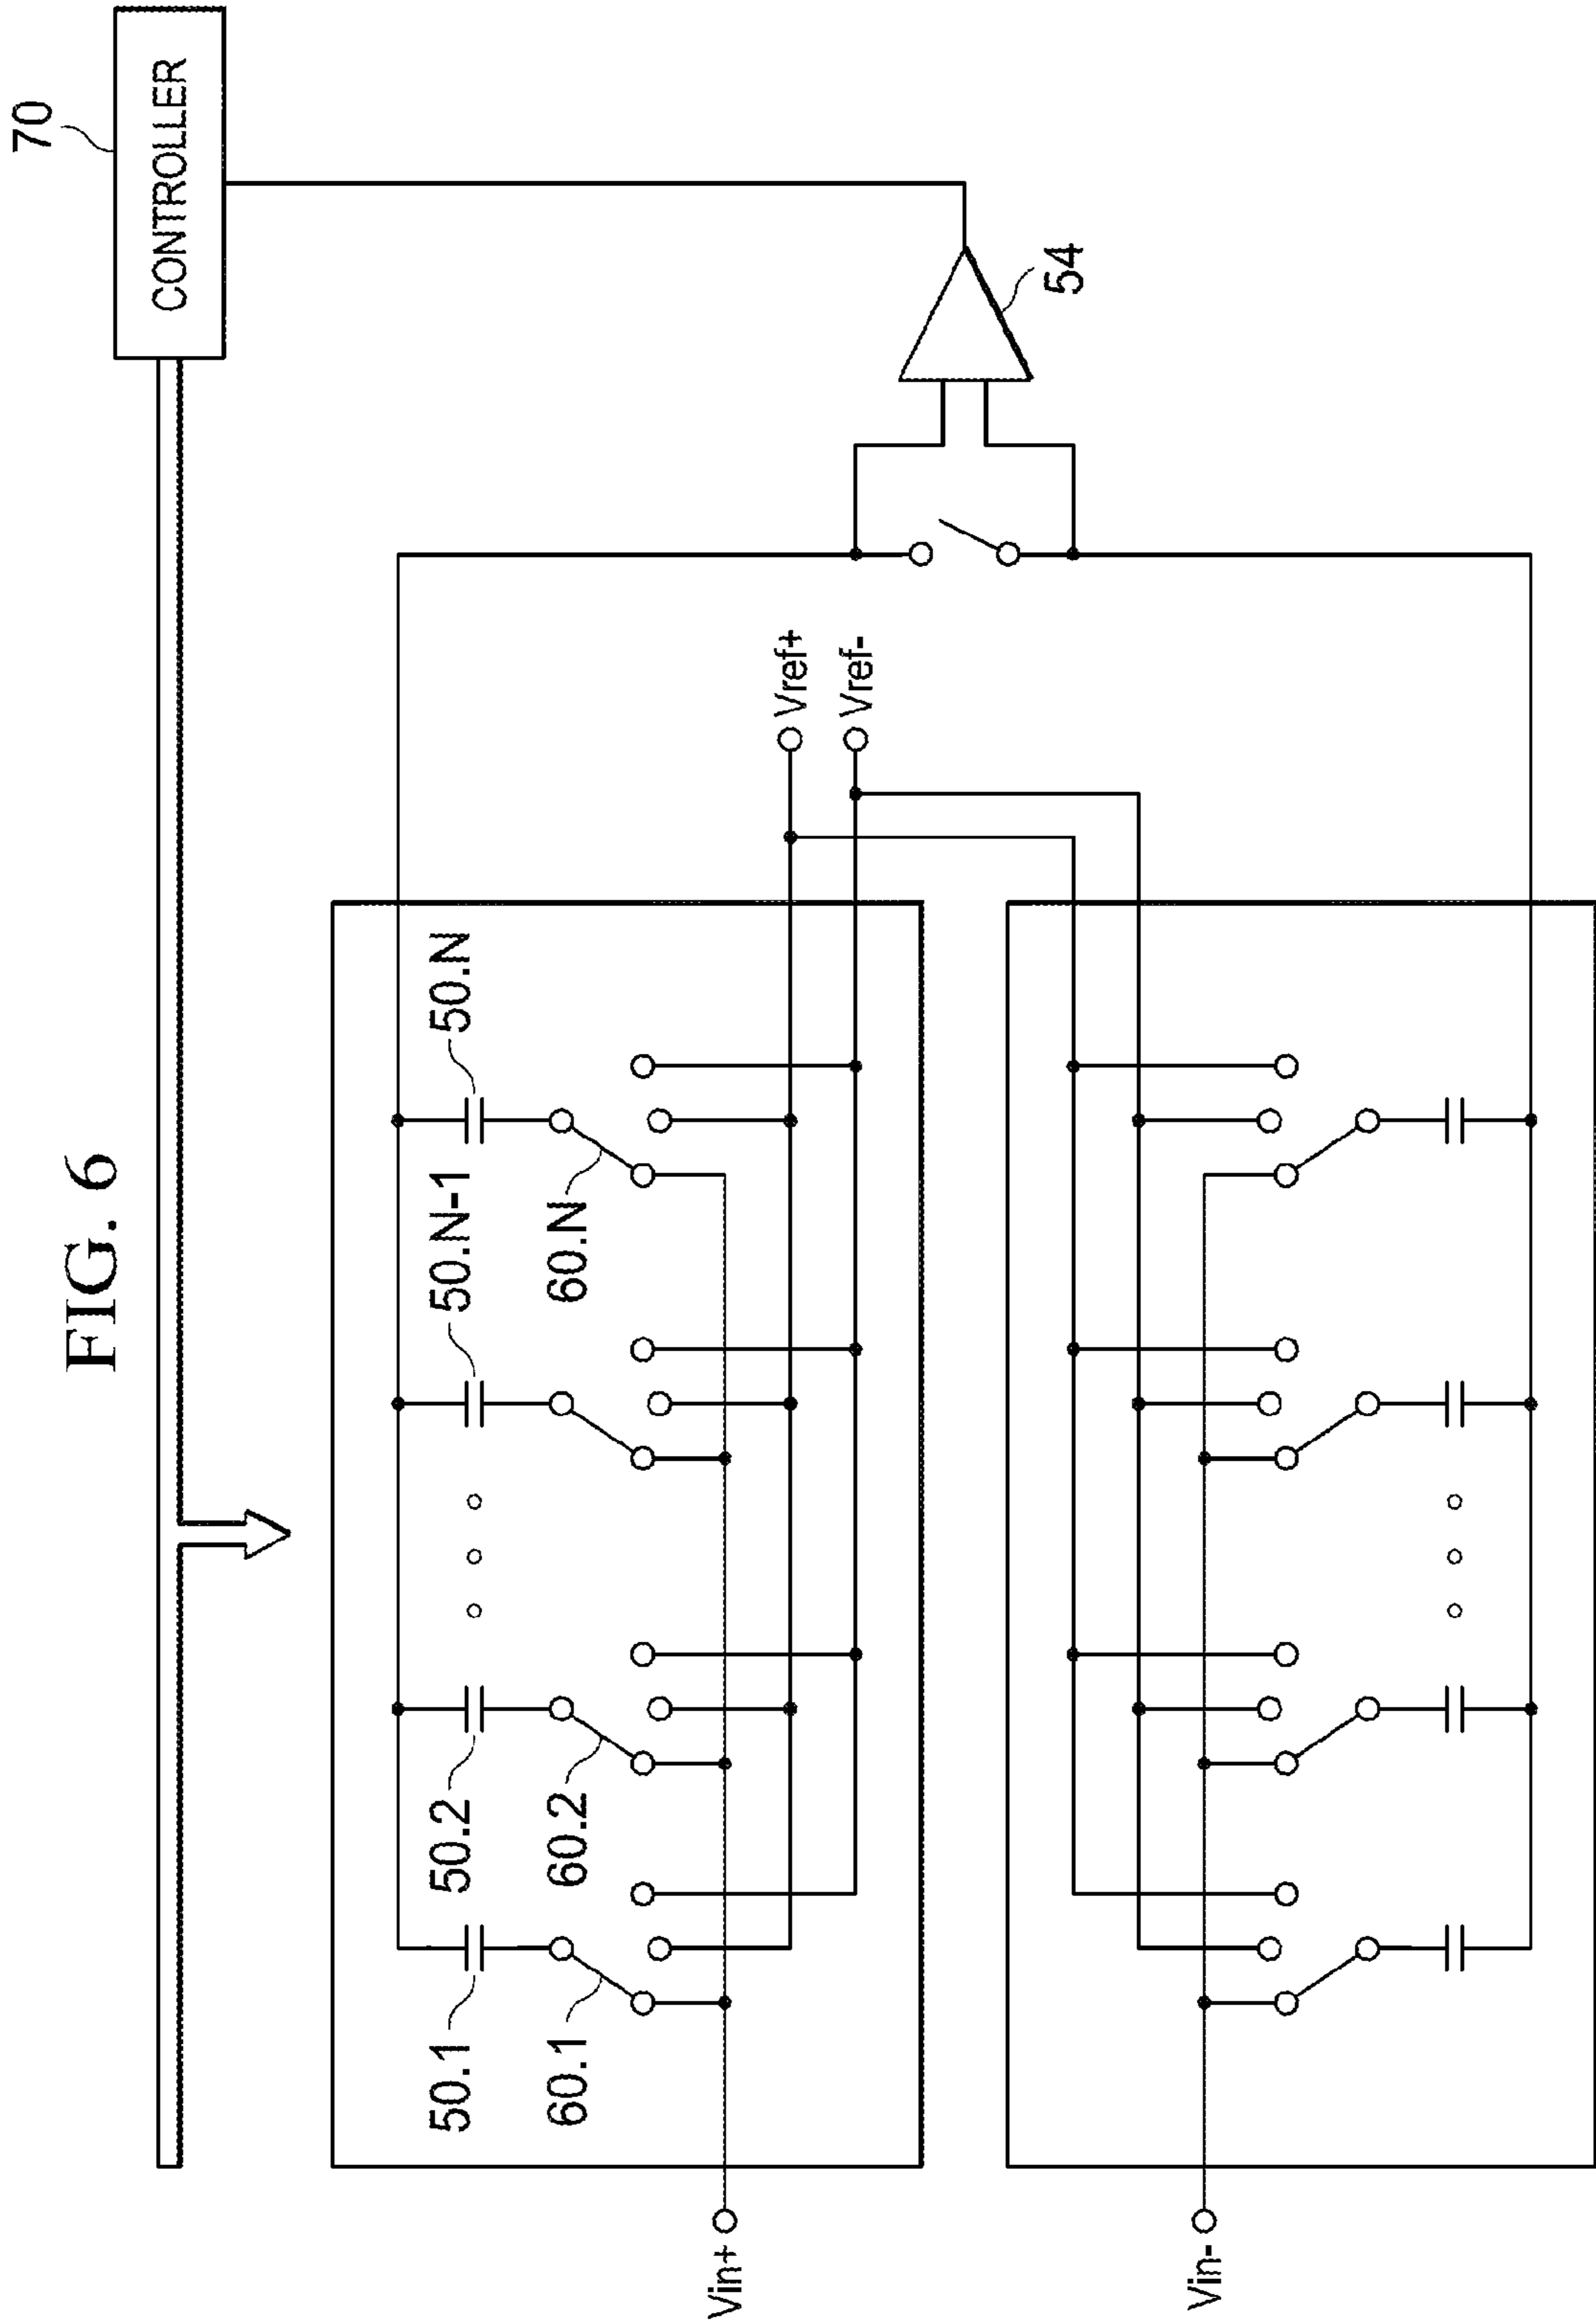 FIG. 6
70
CONTROLLER
50.1
50.2
50.N-1
50.N
60.1
60.2
60.N
Vin+
Vref+
Vref-
54
Vin-